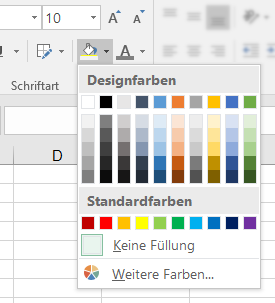 10 A A
A
Schriftart
Designfarben
D
Standardfarben
Keine Füllung
Weitere Farben...